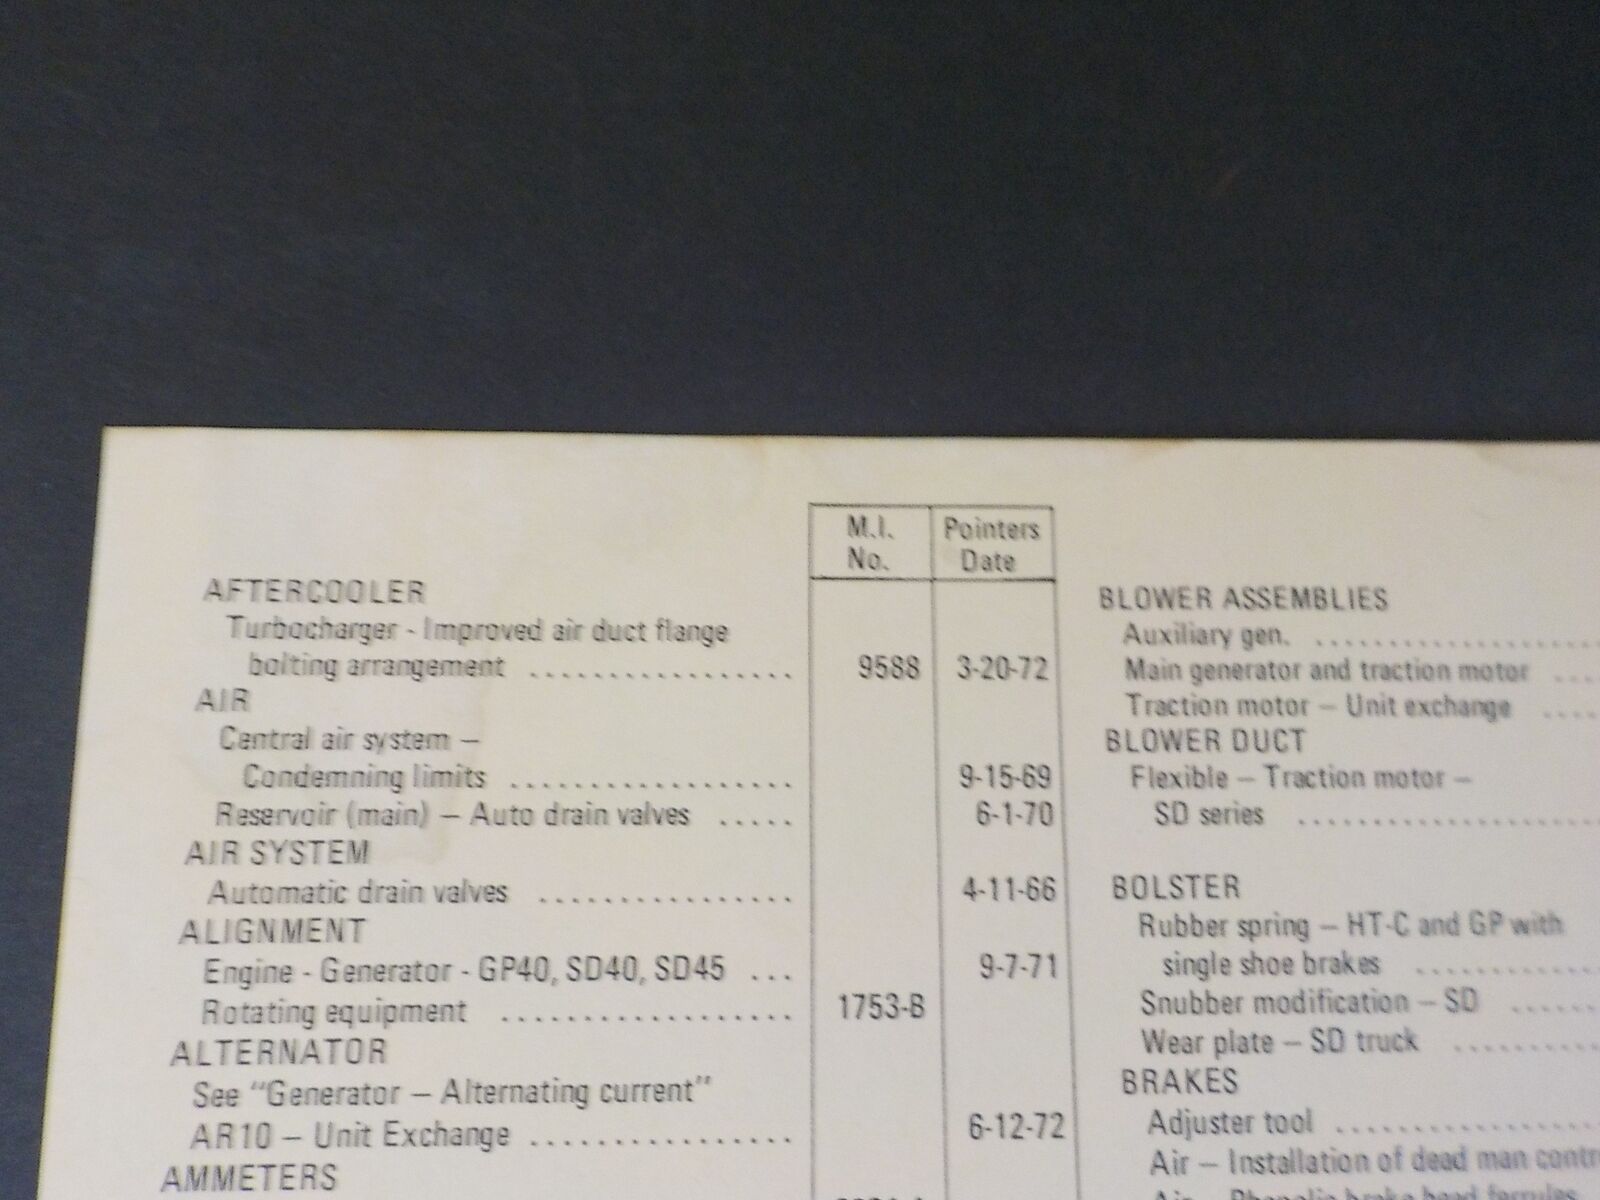 M.I. No. Pointers Date
AFTERCOOLER
Turbocharger - Improved air duct flange
bolting arrangement ................. 9588 3-20-72
AIR
Central air system –
Condemning limits .................. 9-15-69
Reservoir (main) – Auto drain valves ..... 6-1-70
AIR SYSTEM
Automatic drain valves ................ 4-11-66
ALIGNMENT
Engine - Generator - GP40, SD40, SD45 ... 9-7-71
Rotating equipment .................. 1753-B
ALTERNATOR
See "Generator – Alternating current"
AR10 – Unit Exchange ................. 6-12-72
AMMETERS
BLOWER ASSEMBLIES
Auxiliary gen. ....................
Main generator and traction motor ....
Traction motor – Unit exchange ....
BLOWER DUCT
Flexible – Traction motor –
SD series .....................
BOLSTER
Rubber spring – HT-C and GP with
single shoe brakes ..............
Snubber modification – SD ......
Wear plate – SD truck ...........
BRAKES
Adjuster tool ..................
Air – Installation of dead man